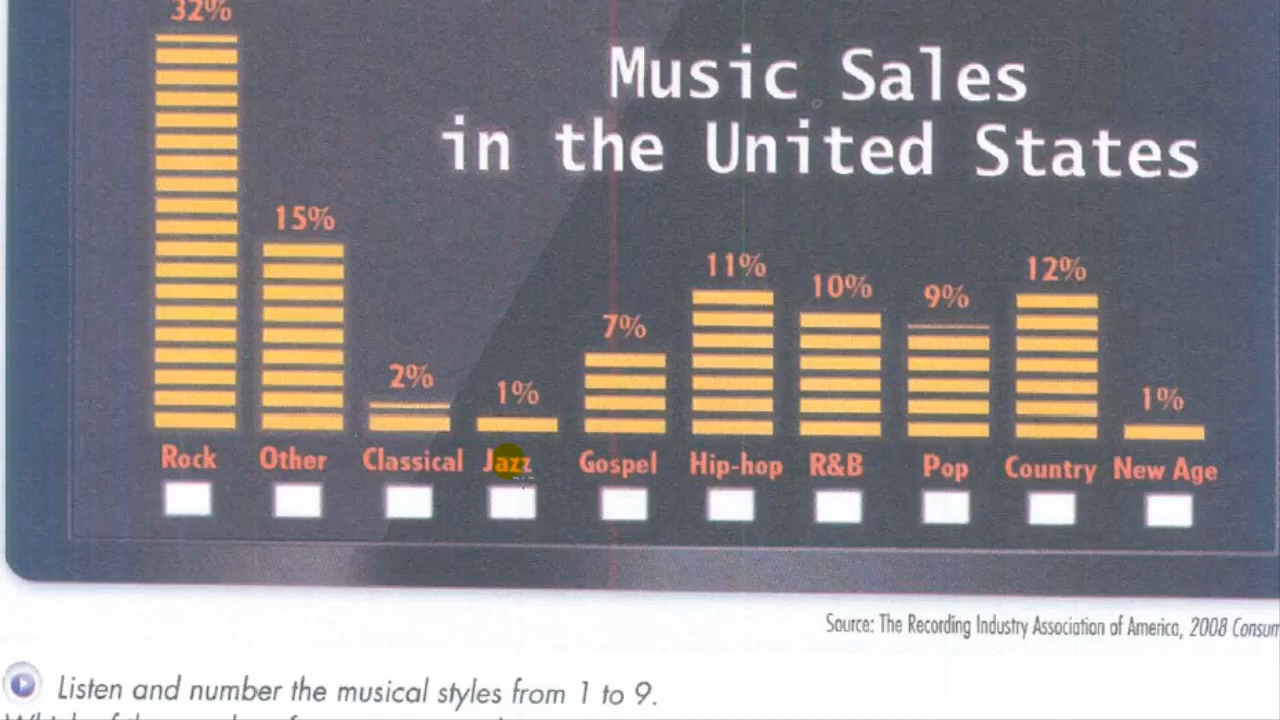 32%
Music Sales
in the United States
15%
2%
1%
7%
11%
10%
9%
12%
1%
Rock Other Classical Jazz Gospel Hip-hop R&B Pop Country New Age
Source: The Recording Industry Association of America, 2008
Listen and number the musical styles from 1 to 9.